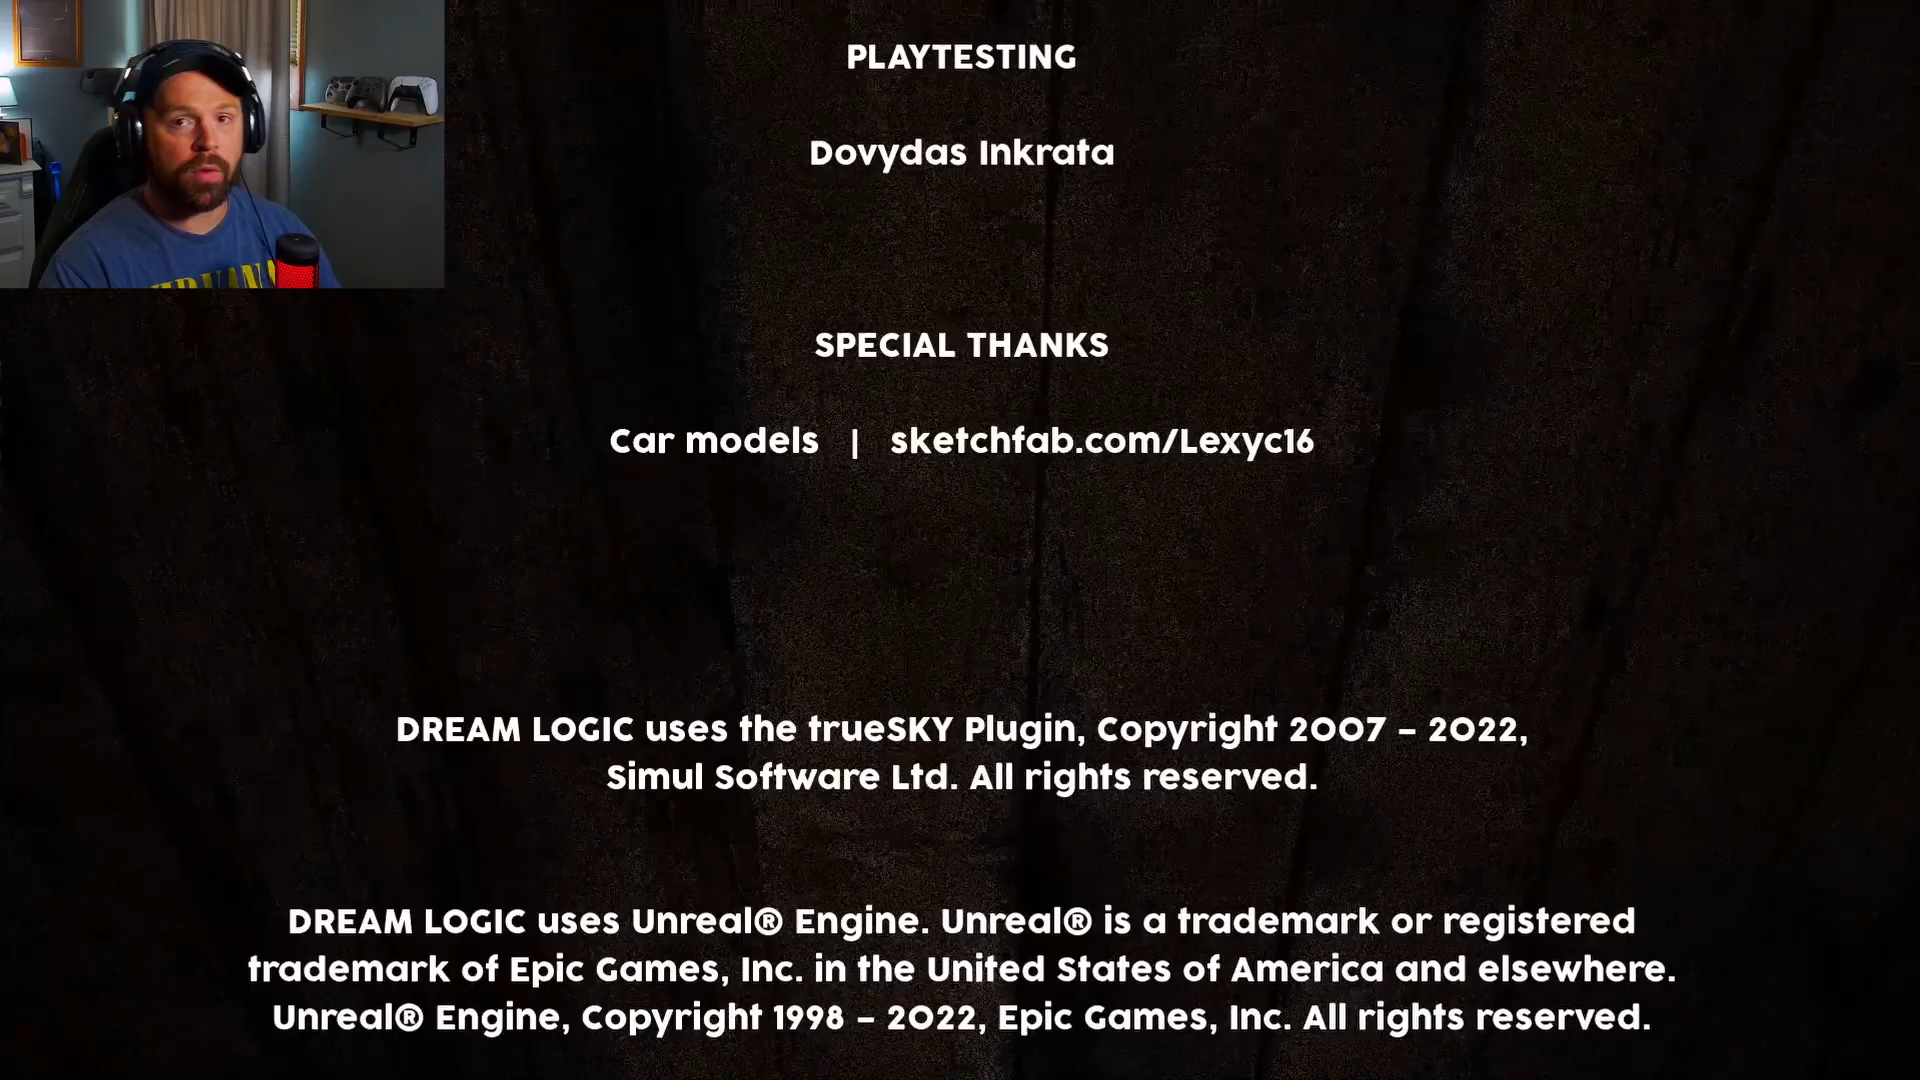 PLAYTESTING
Dovydas Inkrata
SPECIAL THANKS
Car models | sketchfab.com/Lexyc16
DREAM LOGIC uses the trueSKY Plugin, Copyright 2007 – 2022,
Simul Software Ltd. All rights reserved.
DREAM LOGIC uses Unreal® Engine. Unreal® is a trademark or registered
trademark of Epic Games, Inc. in the United States of America and elsewhere.
Unreal® Engine, Copyright 1998 – 2022, Epic Games, Inc. All rights reserved.
NIRVANA